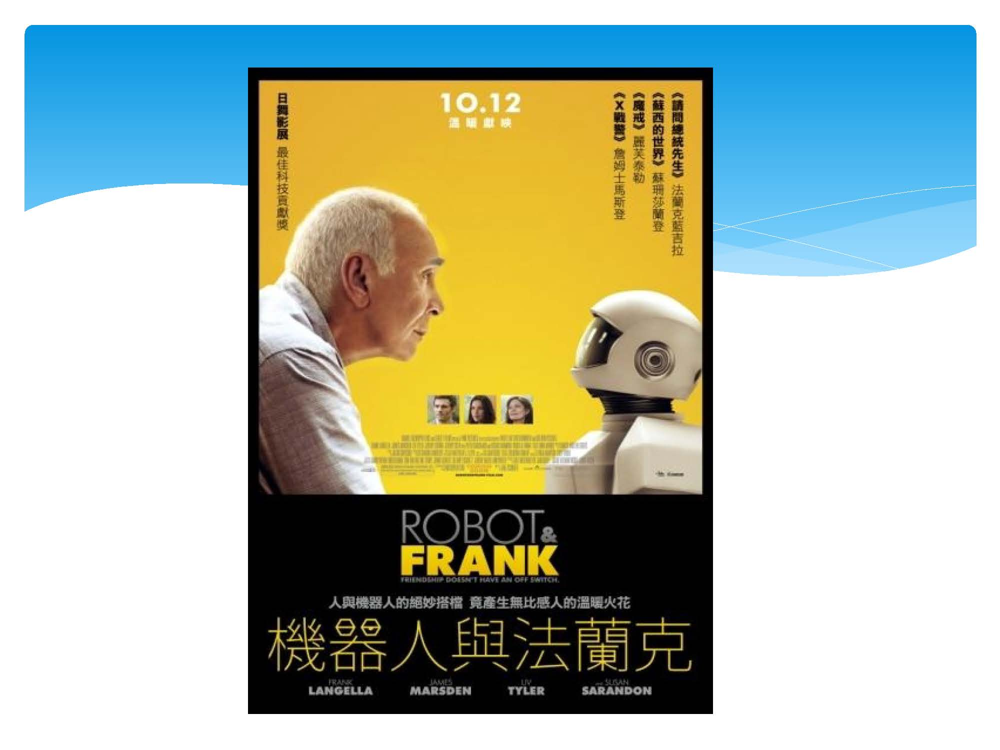 10.12
溫暖獻映
日舞影展 最佳科技貢獻獎
《請問總統先生》法蘭克藍吉拉
《蘇西的世界》蘇珊莎蘭登
《魔戒》麗芙泰勒
《X戰警》詹姆士馬斯登
ROBOT &
FRANK
FRIENDSHIP DOESN'T HAVE AN OFF SWITCH.
人與機器人的絕妙搭檔 竟產生無比感人的溫暖火花
機器人與法蘭克
FRANK LANGELLA
JAMES MARSDEN
LIV TYLER
AND SUSAN SARANDON